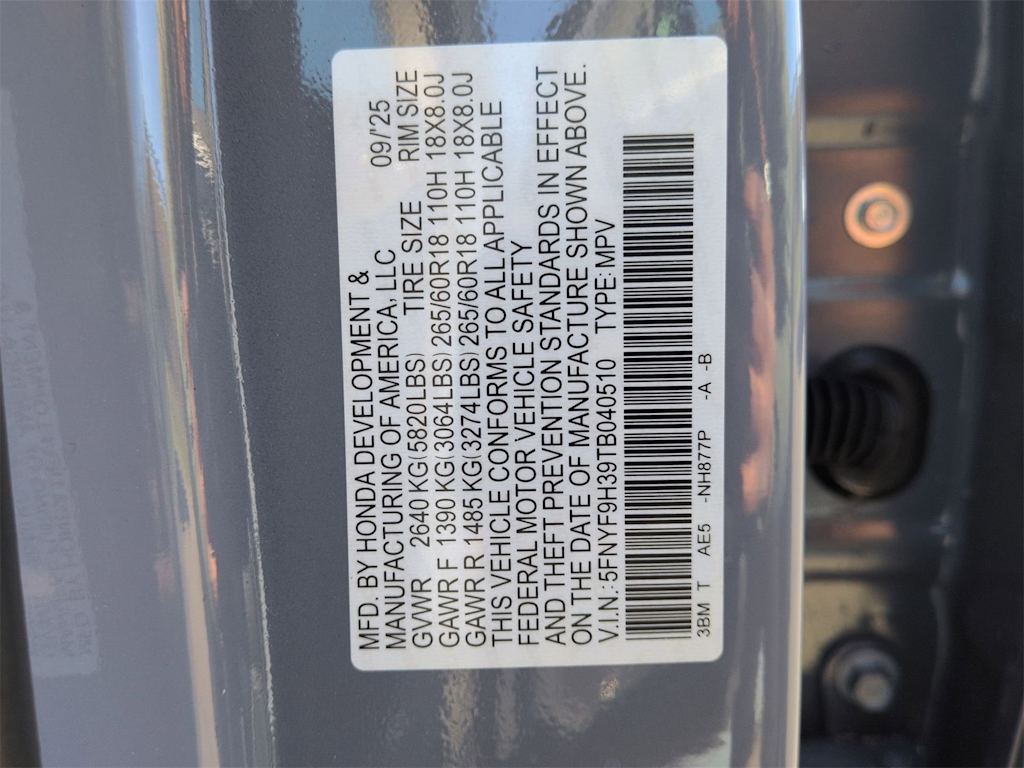 MFD. BY HONDA DEVELOPMENT &
MANUFACTURING OF AMERICA, LLC 09/'25
GVWR 2640 KG(5820LBS) TIRE SIZE RIM SIZE
GAWR F 1390 KG(3064LBS) 265/60R18 110H 18X8.0J
GAWR R 1485 KG(3274LBS) 265/60R18 110H 18X8.0J
THIS VEHICLE CONFORMS TO ALL APPLICABLE
FEDERAL MOTOR VEHICLE SAFETY
AND THEFT PREVENTION STANDARDS IN EFFECT
ON THE DATE OF MANUFACTURE SHOWN ABOVE.
V.I.N.:5FNYF9H39TB040510 TYPE:MPV
3BM T AE5 -NH877P -A -B